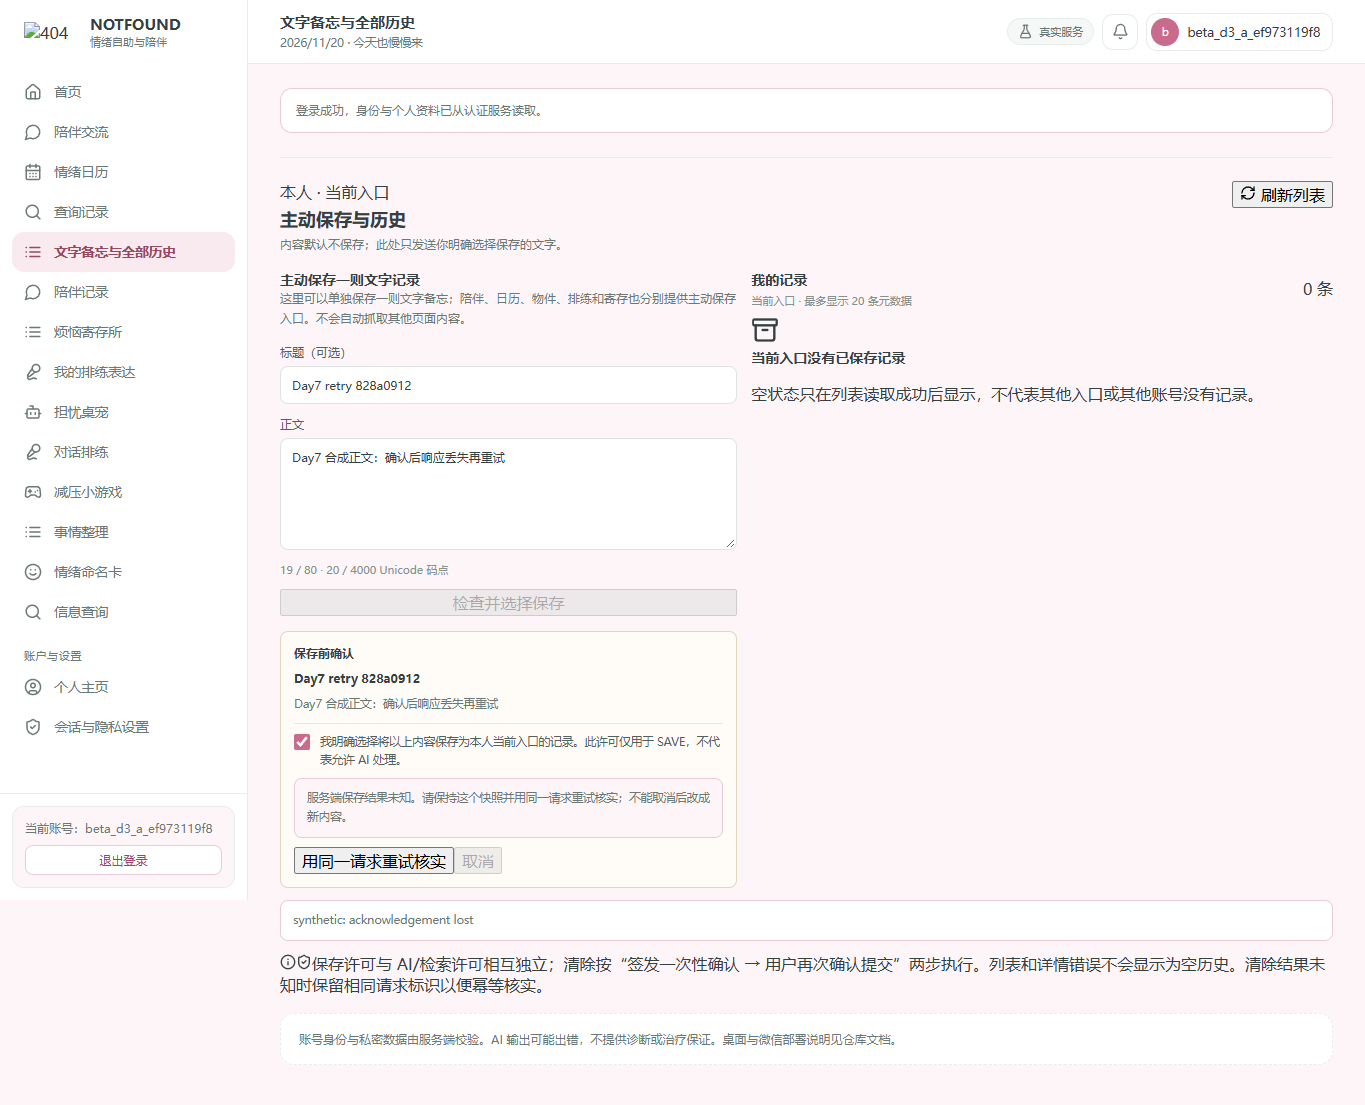 404
NOTFOUND
情绪自助与陪伴
首页
陪伴交流
情绪日历
查询记录
文字备忘与全部历史
陪伴记录
烦恼寄存所
我的排练表达
担忧桌宠
对话排练
减压小游戏
事情整理
情绪命名卡
信息查询
账户与设置
个人主页
会话与隐私设置
当前账号：beta_d3_a_ef973119f8
退出登录
文字备忘与全部历史
2026/11/20 · 今天也慢慢来
真实服务
b
beta_d3_a_ef973119f8
登录成功，身份与个人资料已从认证服务读取。
本人 · 当前入口
主动保存与历史
内容默认不保存；此处只发送你明确选择保存的文字。
刷新列表
主动保存一则文字记录
这里可以单独保存一则文字备忘；陪伴、日历、物件、排练和寄存也分别提供主动保存
入口。不会自动抓取其他页面内容。
标题（可选）
Day7 retry 828a0912
正文
Day7 合成正文：确认后响应丢失再重试
19 / 80 · 20 / 4000 Unicode 码点
检查并选择保存
保存前确认
Day7 retry 828a0912
Day7 合成正文：确认后响应丢失再重试
我明确选择将以上内容保存为本人当前入口的记录。此许可仅用于 SAVE，不代
表允许 AI 处理。
服务端保存结果未知。请保持这个快照并用同一请求重试核实；不能取消后改成
新内容。
用同一请求重试核实
取消
我的记录
当前入口 · 最多显示 20 条元数据
0 条
当前入口没有已保存记录
空状态只在列表读取成功后显示，不代表其他入口或其他账号没有记录。
synthetic: acknowledgement lost
保存许可与 AI/检索许可相互独立；清除按“签发一次性确认 → 用户再次确认提交”两步执行。列表和详情错误不会显示为空历史。清除结果未
知时保留相同请求标识以便幂等核实。
账号身份与私密数据由服务端校验。AI 输出可能出错，不提供诊断或治疗保证。桌面与微信部署说明见仓库文档。